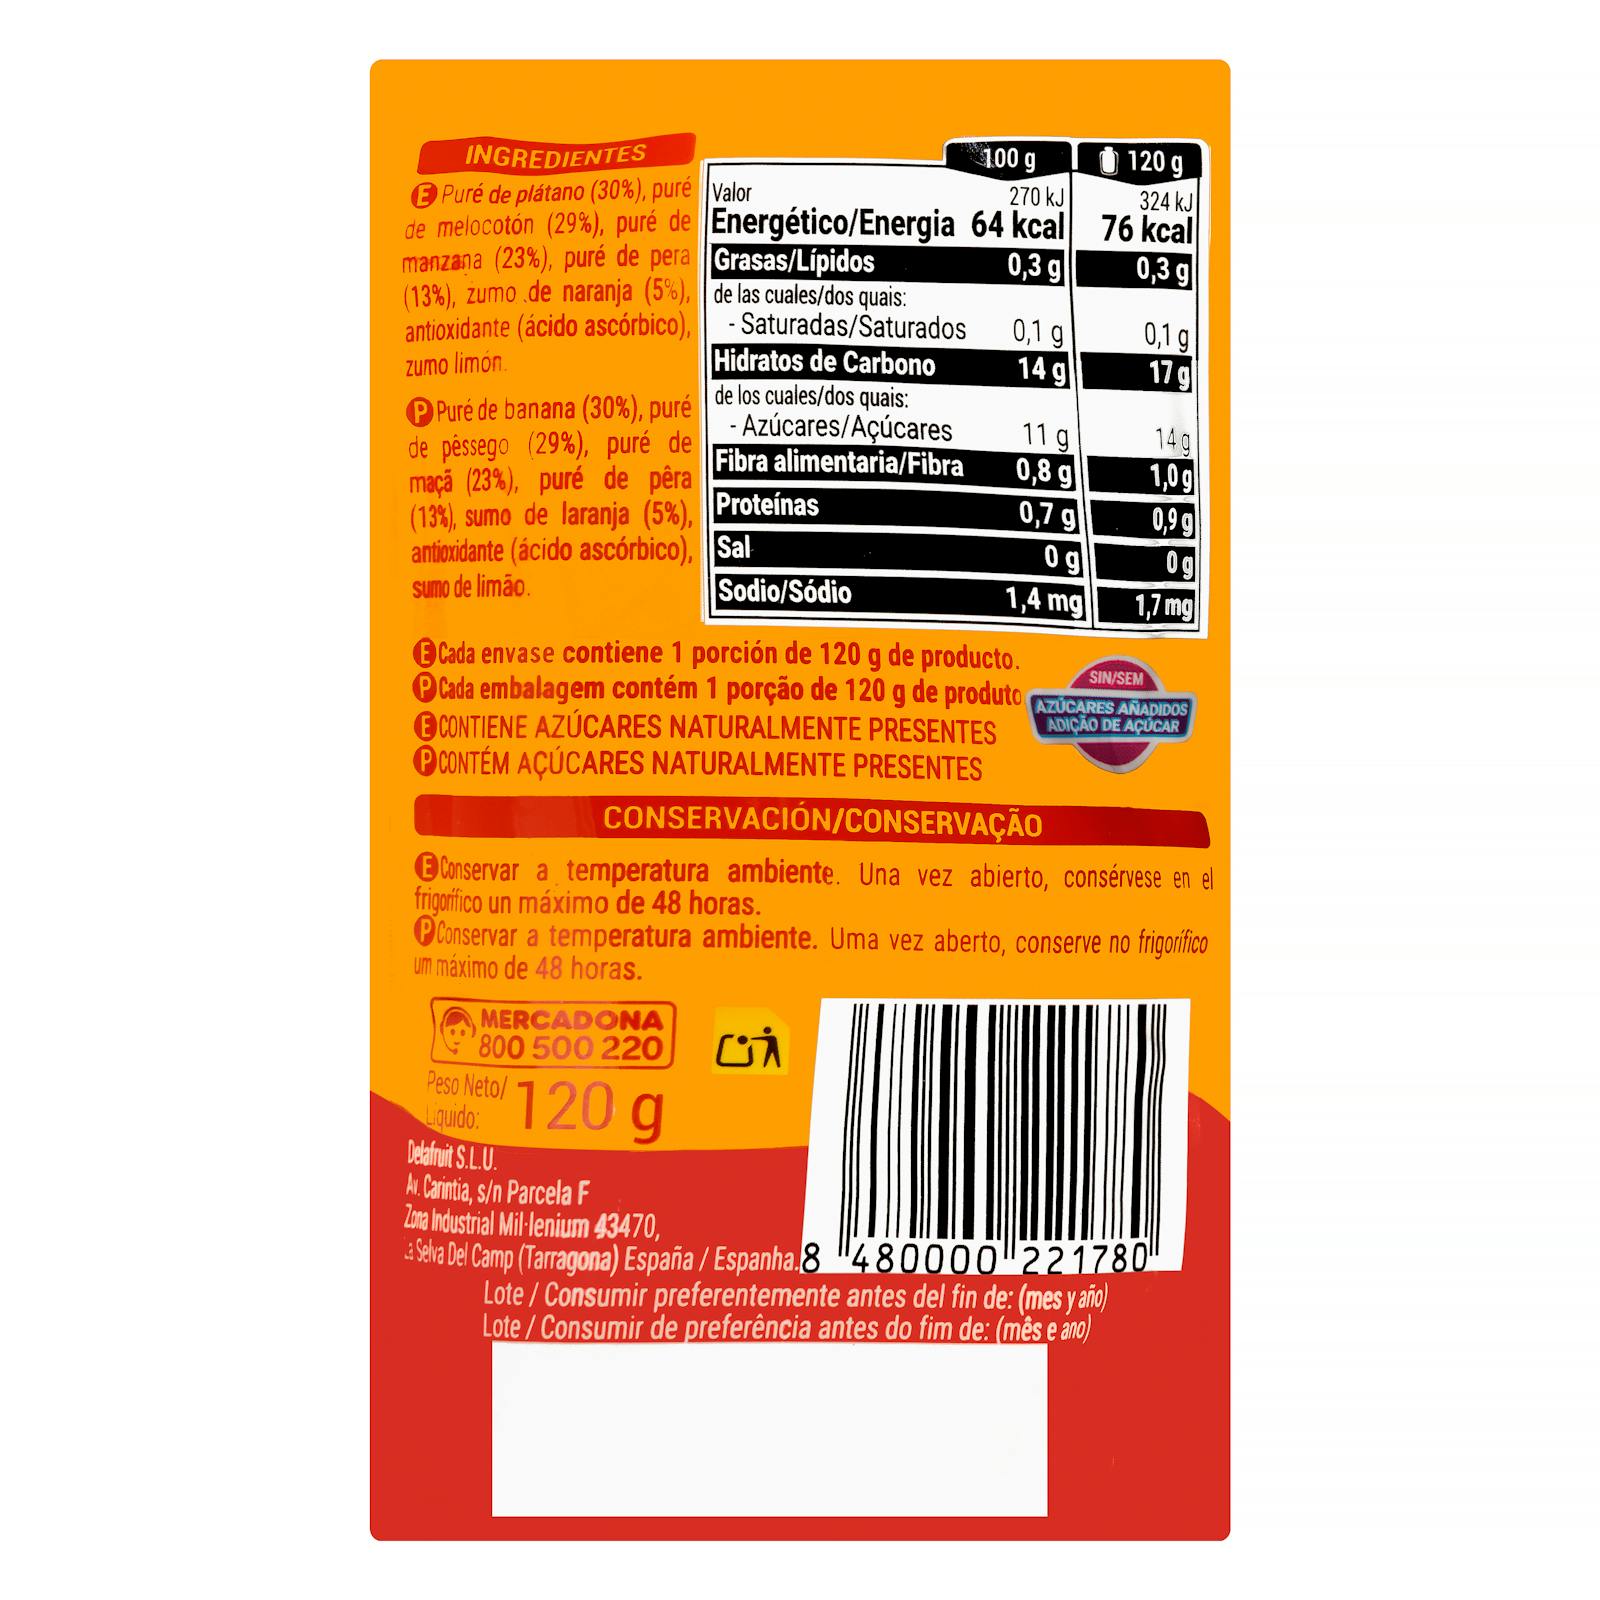 INGREDIENTES
E Puré de plátano (30%), puré
de melocotón (29%), puré de
manzana (23%), puré de pera
(13%), zumo de naranja (5%),
antioxidante (ácido ascórbico),
zumo limón.
P Puré de banana (30%), puré
de pêssego (29%), puré de
maçã (23%), puré de pêra
(13%), sumo de laranja (5%),
antioxidante (ácido ascórbico),
sumo de limão.
100 g 120 g
Valor 270 kJ 324 kJ
Energético/Energia 64 kcal 76 kcal
Grasas/Lípidos 0,3 g 0,3 g
de las cuales/dos quais:
- Saturadas/Saturados 0,1 g 0,1 g
Hidratos de Carbono 14 g 17 g
de los cuales/dos quais:
- Azúcares/Açúcares 11 g 14 g
Fibra alimentaria/Fibra 0,8 g 1,0 g
Proteínas 0,7 g 0,9 g
Sal 0 g 0 g
Sodio/Sódio 1,4 mg 1,7 mg
E Cada envase contiene 1 porción de 120 g de producto.
P Cada embalagem contém 1 porção de 120 g de produto
E CONTIENE AZÚCARES NATURALMENTE PRESENTES
P CONTÉM AÇÚCARES NATURALMENTE PRESENTES
SIN/SEM
AZÚCARES AÑADIDOS
ADIÇÃO DE AÇÚCAR
CONSERVACIÓN/CONSERVAÇÃO
E Conservar a temperatura ambiente. Una vez abierto, consérvese en el
frigorífico un máximo de 48 horas.
P Conservar a temperatura ambiente. Uma vez aberto, conserve no frigorífico
um máximo de 48 horas.
MERCADONA
800 500 220
Peso Neto/
Líquido: 120 g
Delafruit S.L.U.
Av. Carintia, s/n Parcela F
Zona Industrial Mil·lenium 43470,
La Selva Del Camp (Tarragona) España / Espanha.
8 480000 221780
Lote / Consumir preferentemente antes del fin de: (mes y año)
Lote / Consumir de preferência antes do fim de: (mês e ano)